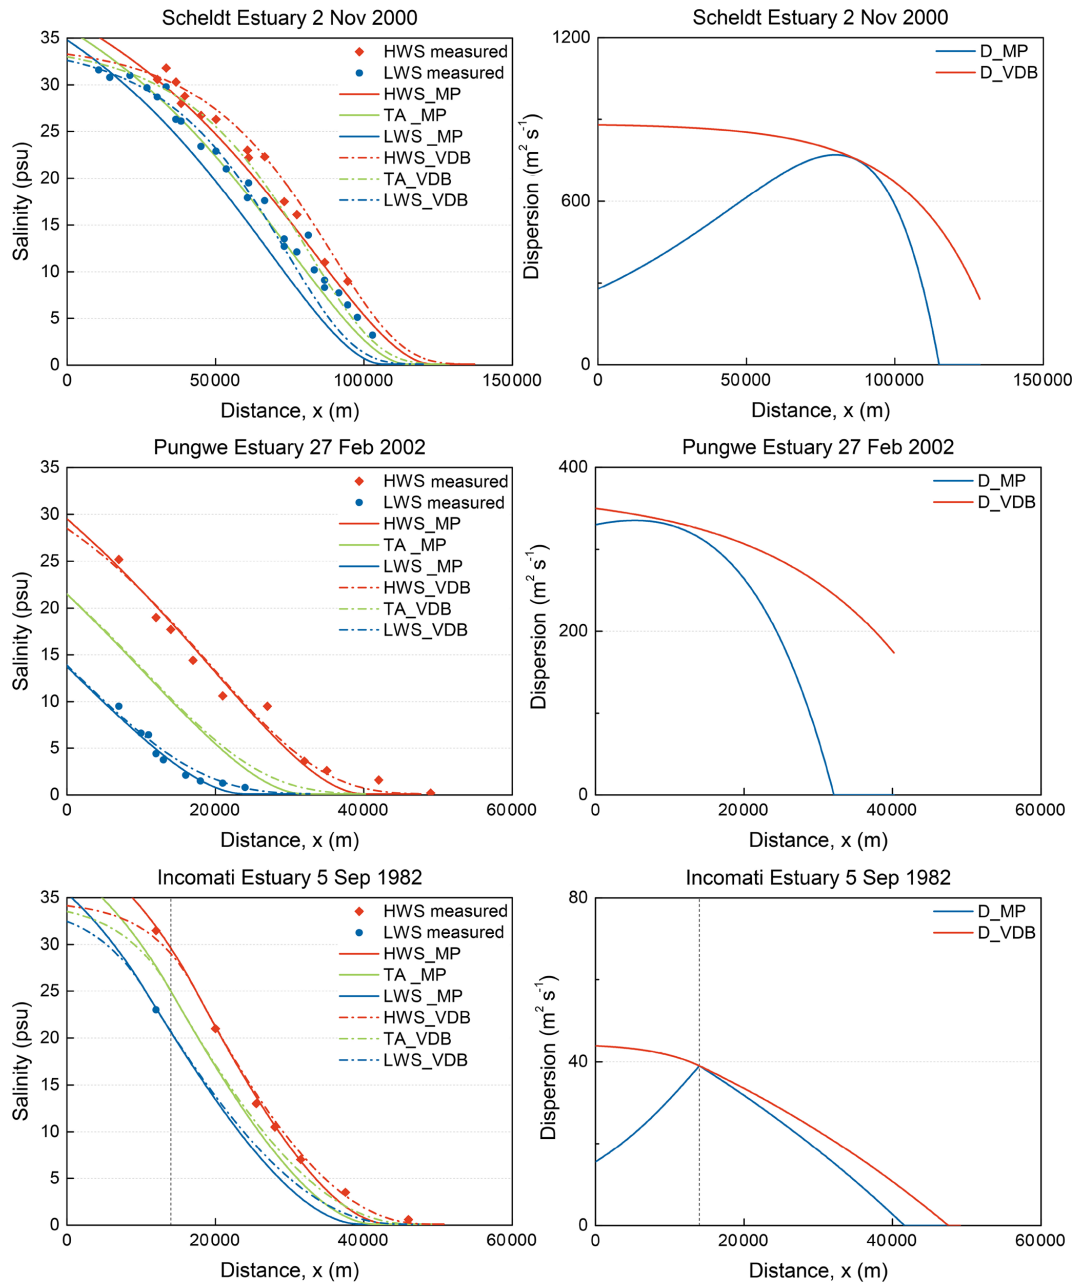 Scheldt Estuary 2 Nov 2000
35
30
25
20
15
10
5
0
Salinity (psu)
HWS measured
LWS measured
HWS_MP
TA _MP
LWS _MP
HWS_VDB
TA_VDB
LWS_VDB
0 50000 100000 150000
Distance, x (m)
Scheldt Estuary 2 Nov 2000
1200
600
0
Dispersion (m² s⁻¹)
D_MP
D_VDB
0 50000 100000 150000
Distance, x (m)
Pungwe Estuary 27 Feb 2002
35
30
25
20
15
10
5
0
Salinity (psu)
HWS measured
LWS measured
HWS_MP
TA _MP
LWS_MP
HWS_VDB
TA_VDB
LWS_VDB
0 20000 40000 60000
Distance, x (m)
Pungwe Estuary 27 Feb 2002
400
200
0
Dispersion (m² s⁻¹)
D_MP
D_VDB
0 20000 40000 60000
Distance, x (m)
Incomati Estuary 5 Sep 1982
35
30
25
20
15
10
5
0
Salinity (psu)
HWS measured
LWS measured
HWS_MP
TA _MP
LWS _MP
HWS_VDB
TA_VDB
LWS_VDB
0 20000 40000 60000
Distance, x (m)
Incomati Estuary 5 Sep 1982
80
40
0
Dispersion (m² s⁻¹)
D_MP
D_VDB
0 20000 40000 60000
Distance, x (m)